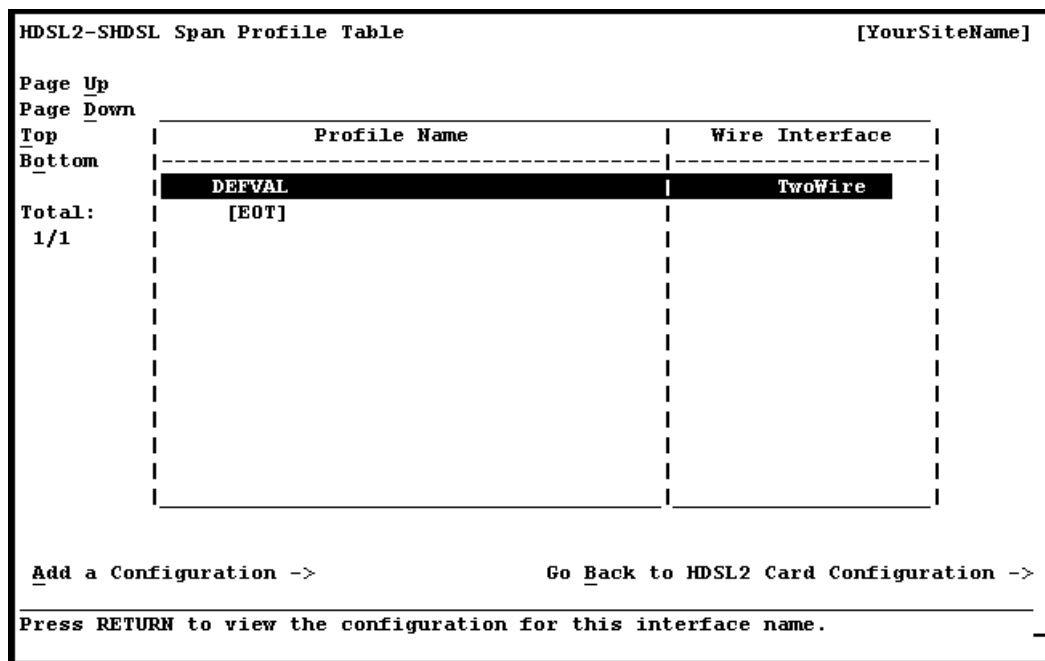 HDSL2-SHDSL Span Profile Table [YourSiteName]
Page Up
Page Down
Top | Profile Name | Wire Interface |
Bottom |---------------------------------------|--------------------|
| DEFVAL | TwoWire
Total: | [EOT] | |
1/1 | | |
Add a Configuration -> Go Back to HDSL2 Card Configuration ->
Press RETURN to view the configuration for this interface name.